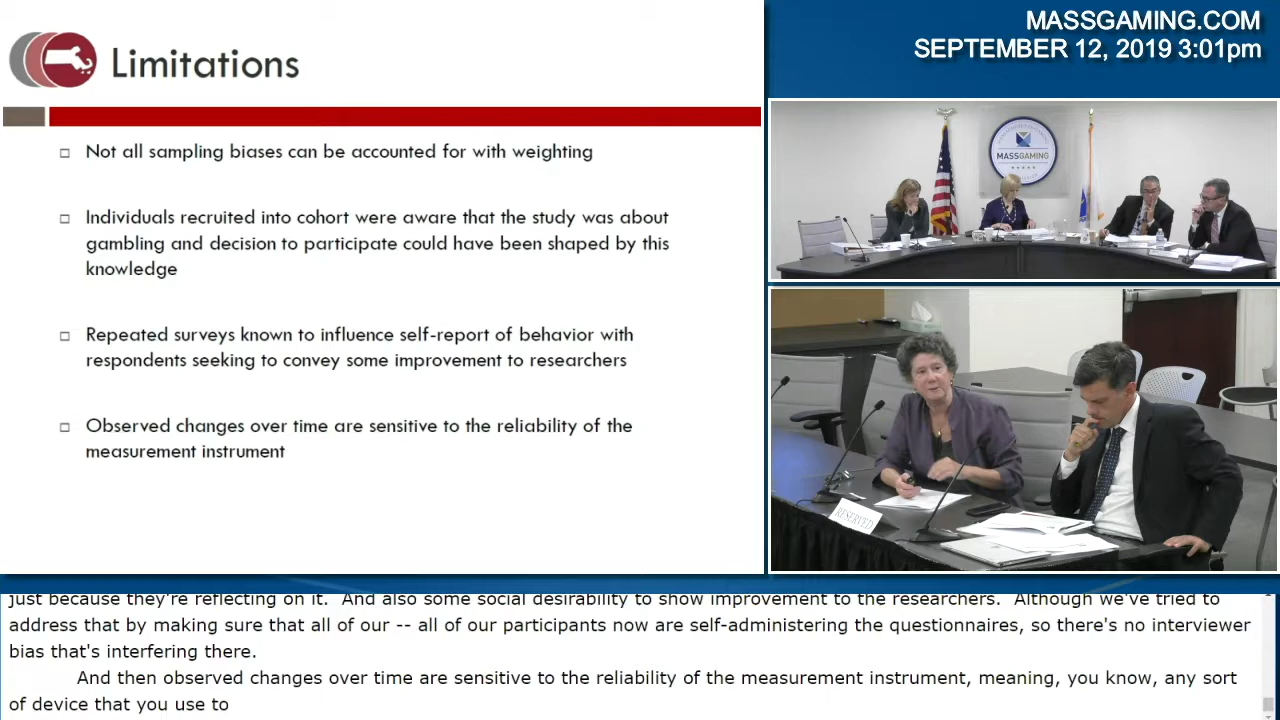 MASSGAMING.COM
SEPTEMBER 12, 2019 3:01pm
Limitations
Not all sampling biases can be accounted for with weighting
Individuals recruited into cohort were aware that the study was about
gambling and decision to participate could have been shaped by this
knowledge
Repeated surveys known to influence self-report of behavior with
respondents seeking to convey some improvement to researchers
Observed changes over time are sensitive to the reliability of the
measurement instrument
MASSGAMING
RESERVED
just because they're reflecting on it.  And also some social desirability to show improvement to the researchers.  Although we've tried to
address that by making sure that all of our -- all of our participants now are self-administering the questionnaires, so there's no interviewer
bias that's interfering there.
And then observed changes over time are sensitive to the reliability of the measurement instrument, meaning, you know, any sort
of device that you use to